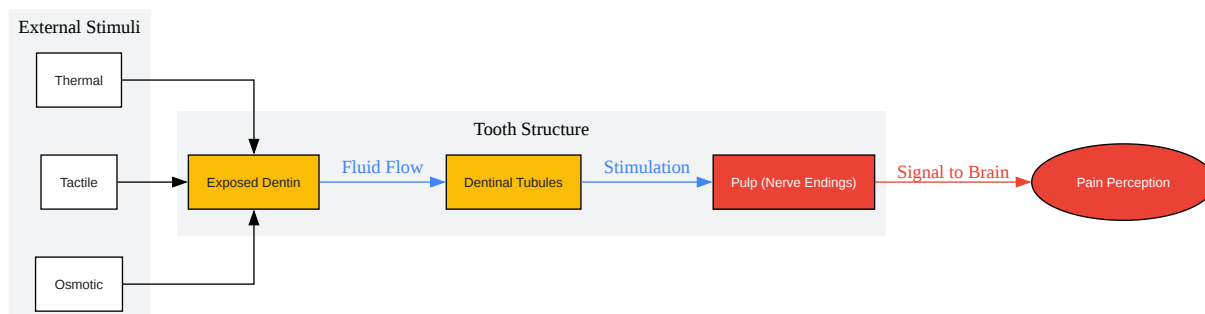 External Stimuli
Thermal
Tactile
Osmotic
Tooth Structure
Exposed Dentin
Fluid Flow
Dentinal Tubules
Stimulation
Pulp (Nerve Endings)
Signal to Brain
Pain Perception